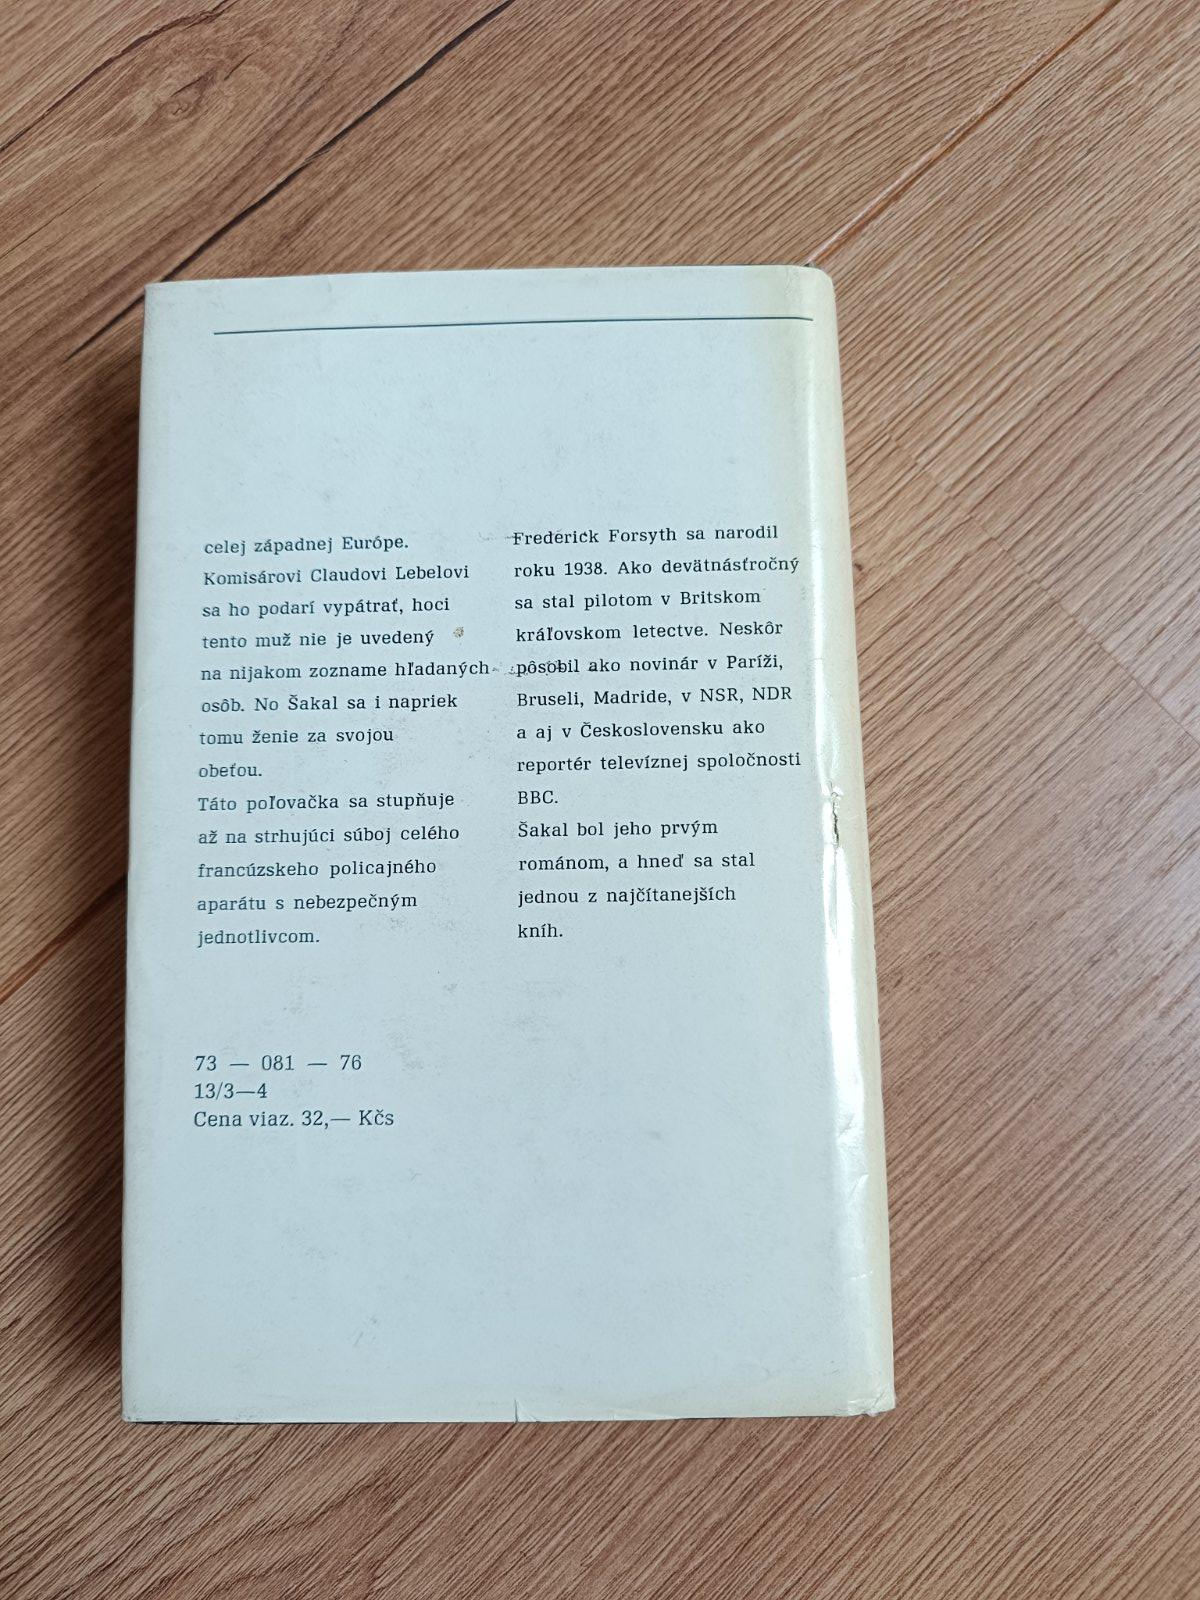 celej západnej Európe.
Komisárovi Claudovi Lebelovi
sa ho podarí vypátrať, hoci
tento muž nie je uvedený
na nijakom zozname hľadaných
osôb. No Šakal sa i napriek
tomu ženie za svojou
obeťou.
Táto poľovačka sa stupňuje
až na strhujúci súboj celého
francúzskeho policajného
aparátu s nebezpečným
jednotlivcom.
Frederick Forsyth sa narodil
roku 1938. Ako devätnásťročný
sa stal pilotom v Britskom
kráľovskom letectve. Neskôr
pôsobil ako novinár v Paríži,
Bruseli, Madride, v NSR, NDR
a aj v Československu ako
reportér televíznej spoločnosti
BBC.
Šakal bol jeho prvým
románom, a hneď sa stal
jednou z najčítanejších
kníh.
73 — 081 — 76
13/3—4
Cena viaz. 32,— Kčs